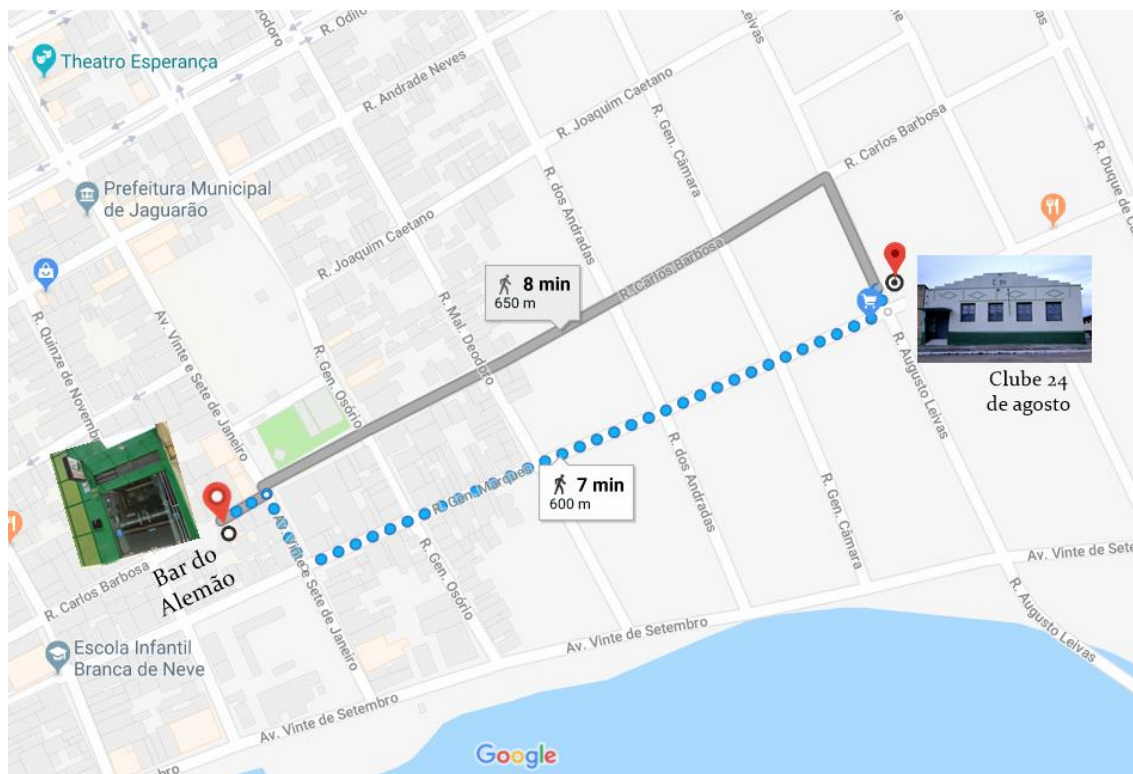 Theatro Esperança
R. Odilo
Deodoro
R. Andrade Neves
R. Joaquim Caetano
Leivas
R. Gen. Câmara
R. Carlos Barbosa
R. Duque de Ca
R. dos Andradas
Prefeitura Municipal
de Jaguarão
R. Joaquim Caetano
R. Carlos Barbosa
8 min
650 m
R. Mal. Deodoro
Av. Vinte e Sete de Janeiro
R. Quinze de Novembro
R. Gen. Osório
R. Augusto Leivas
Clube 24
de agosto
R. Gen. Marques
7 min
600 m
R. dos Andradas
R. Gen. Câmara
Av. Vinte e Sete de Janeiro
R. Gen. Osório
Bar do
Alemão
R. Carlos Barbosa
Av. Vinte de Sete
R. Augusto Leivas
Escola Infantil
Branca de Neve
Av. Vinte de Setembro
Av. Vinte de Setembro
Google